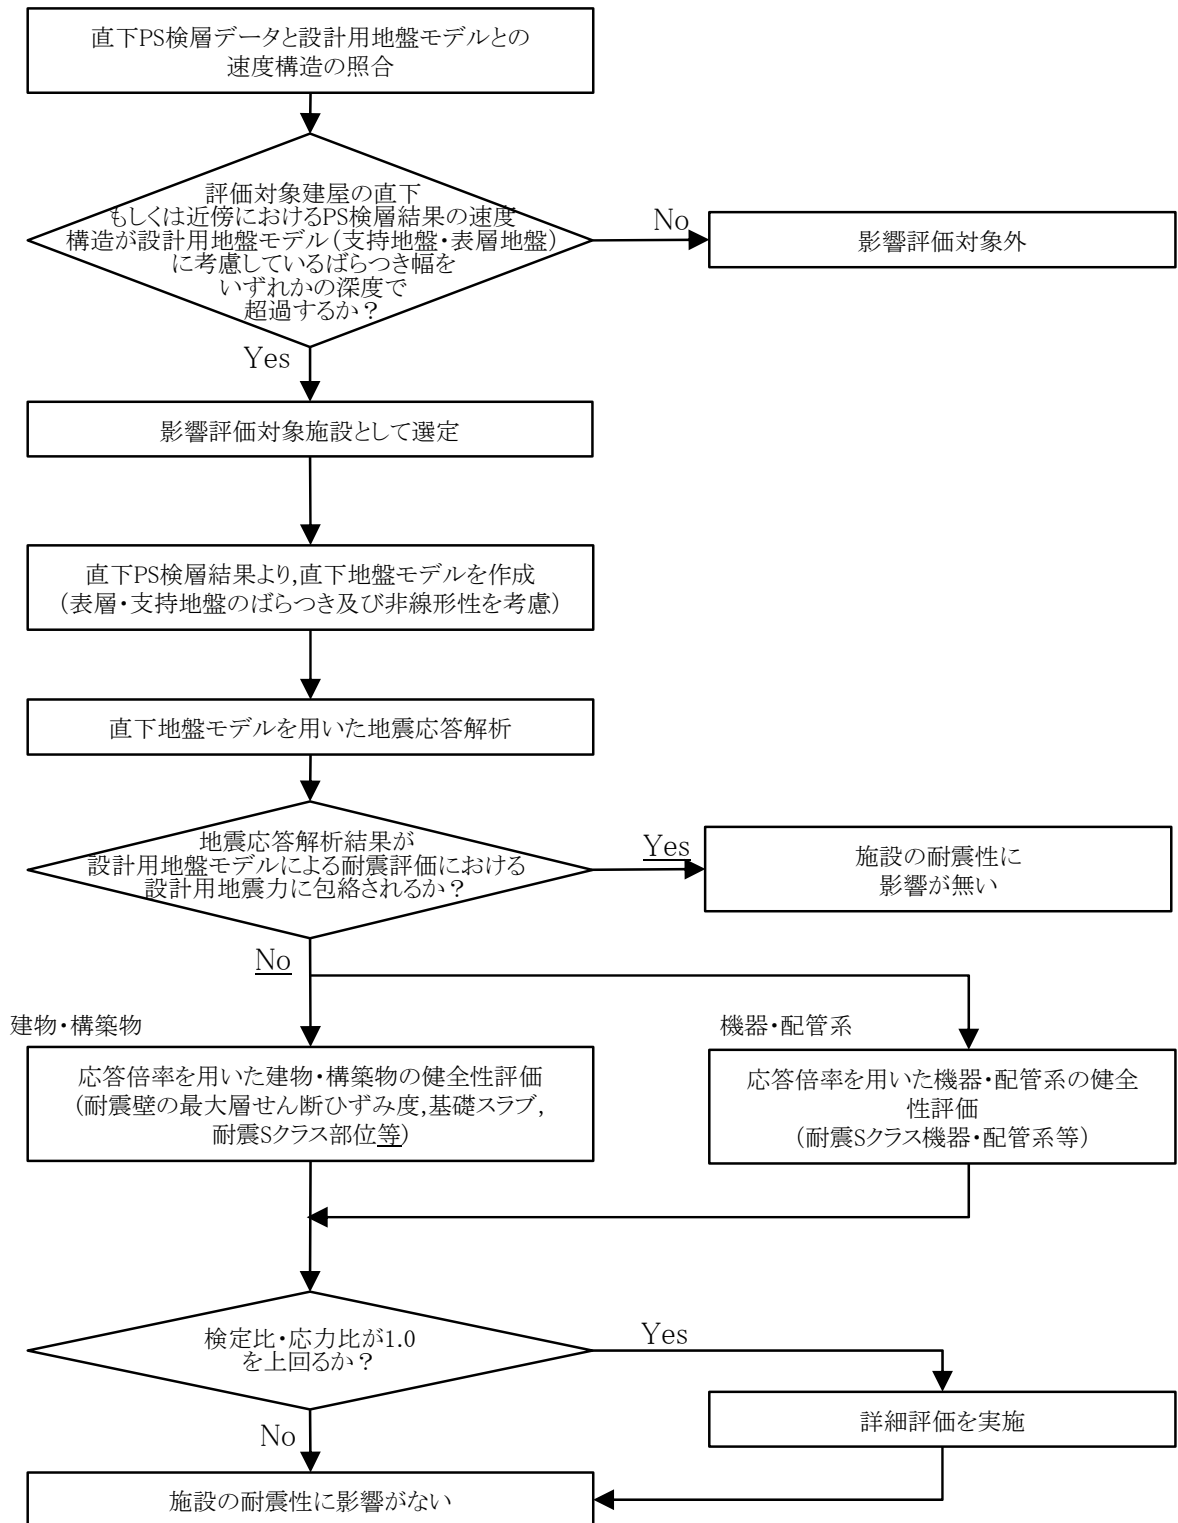 直下PS検層データと設計用地盤モデルとの
速度構造の照合
評価対象建屋の直下
もしくは近傍におけるPS検層結果の速度
構造が設計用地盤モデル（支持地盤・表層地盤）
に考慮しているばらつき幅を
いずれかの深度で
超過するか？
No
影響評価対象外
Yes
影響評価対象施設として選定
直下PS検層結果より,直下地盤モデルを作成
（表層・支持地盤のばらつき及び非線形性を考慮）
直下地盤モデルを用いた地震応答解析
地震応答解析結果が
設計用地盤モデルによる耐震評価における
設計用地震力に包絡されるか？
Yes
施設の耐震性に
影響が無い
No
建物・構築物
機器・配管系
応答倍率を用いた建物・構築物の健全性評価
(耐震壁の最大層せん断ひずみ度,基礎スラブ,
耐震Sクラス部位等)
応答倍率を用いた機器・配管系の健全
性評価
（耐震Sクラス機器・配管系等）
検定比・応力比が1.0
を上回るか？
Yes
詳細評価を実施
No
施設の耐震性に影響がない